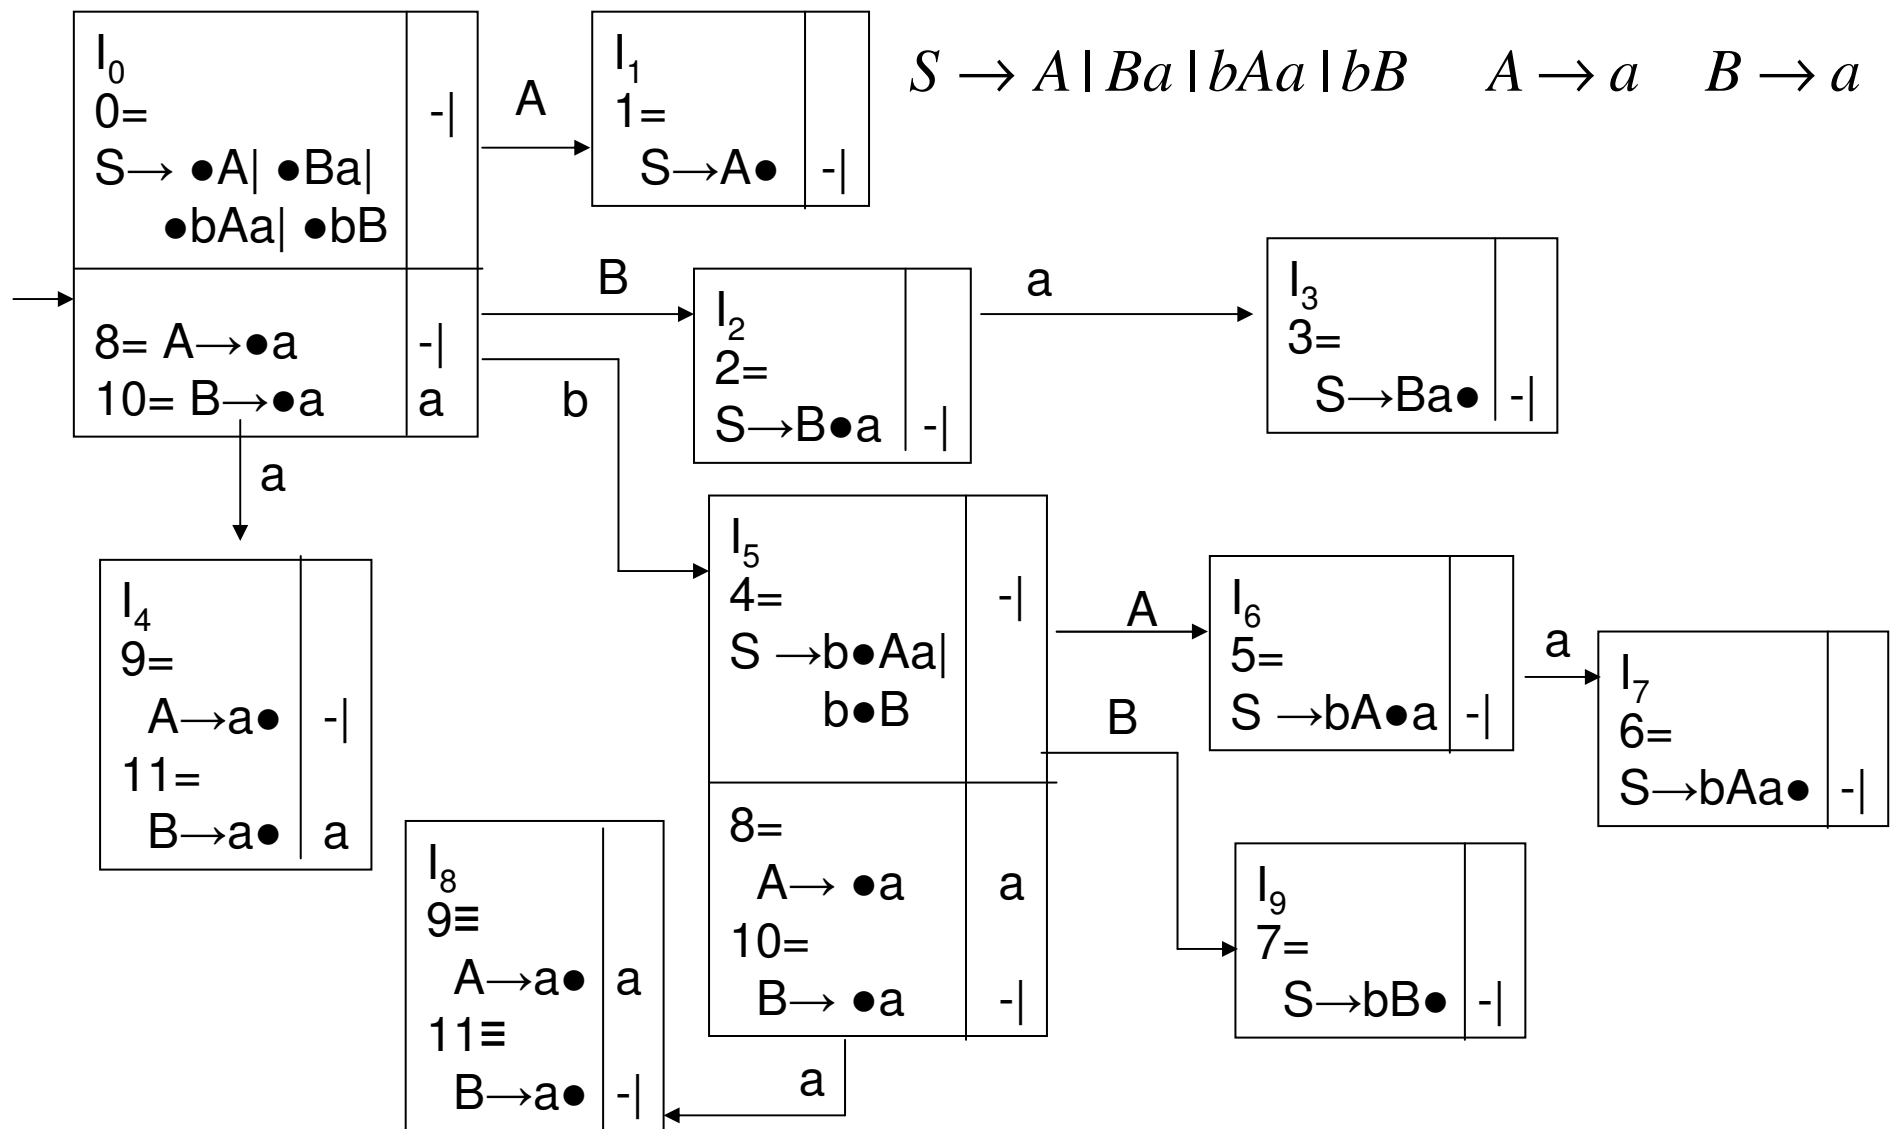 I0
0=
-|
S→ ●A| ●Ba|
●bAa| ●bB
8= A→●a
-|
10= B→●a
a
A
I1
1=
S→A●
-|
S → A | Ba | bAa | bB A → a B → a
B
I2
2=
S→B●a
-|
a
I3
3=
S→Ba●
-|
b
a
I4
9=
A→a●
-|
11=
B→a●
a
I5
4=
-|
S →b●Aa|
b●B
8=
A→ ●a
a
10=
B→ ●a
-|
A
I6
5=
S →bA●a
-|
a
I7
6=
S→bAa●
-|
B
I9
7=
S→bB●
-|
I8
9≡
A→a●
a
11≡
B→a●
-|
a